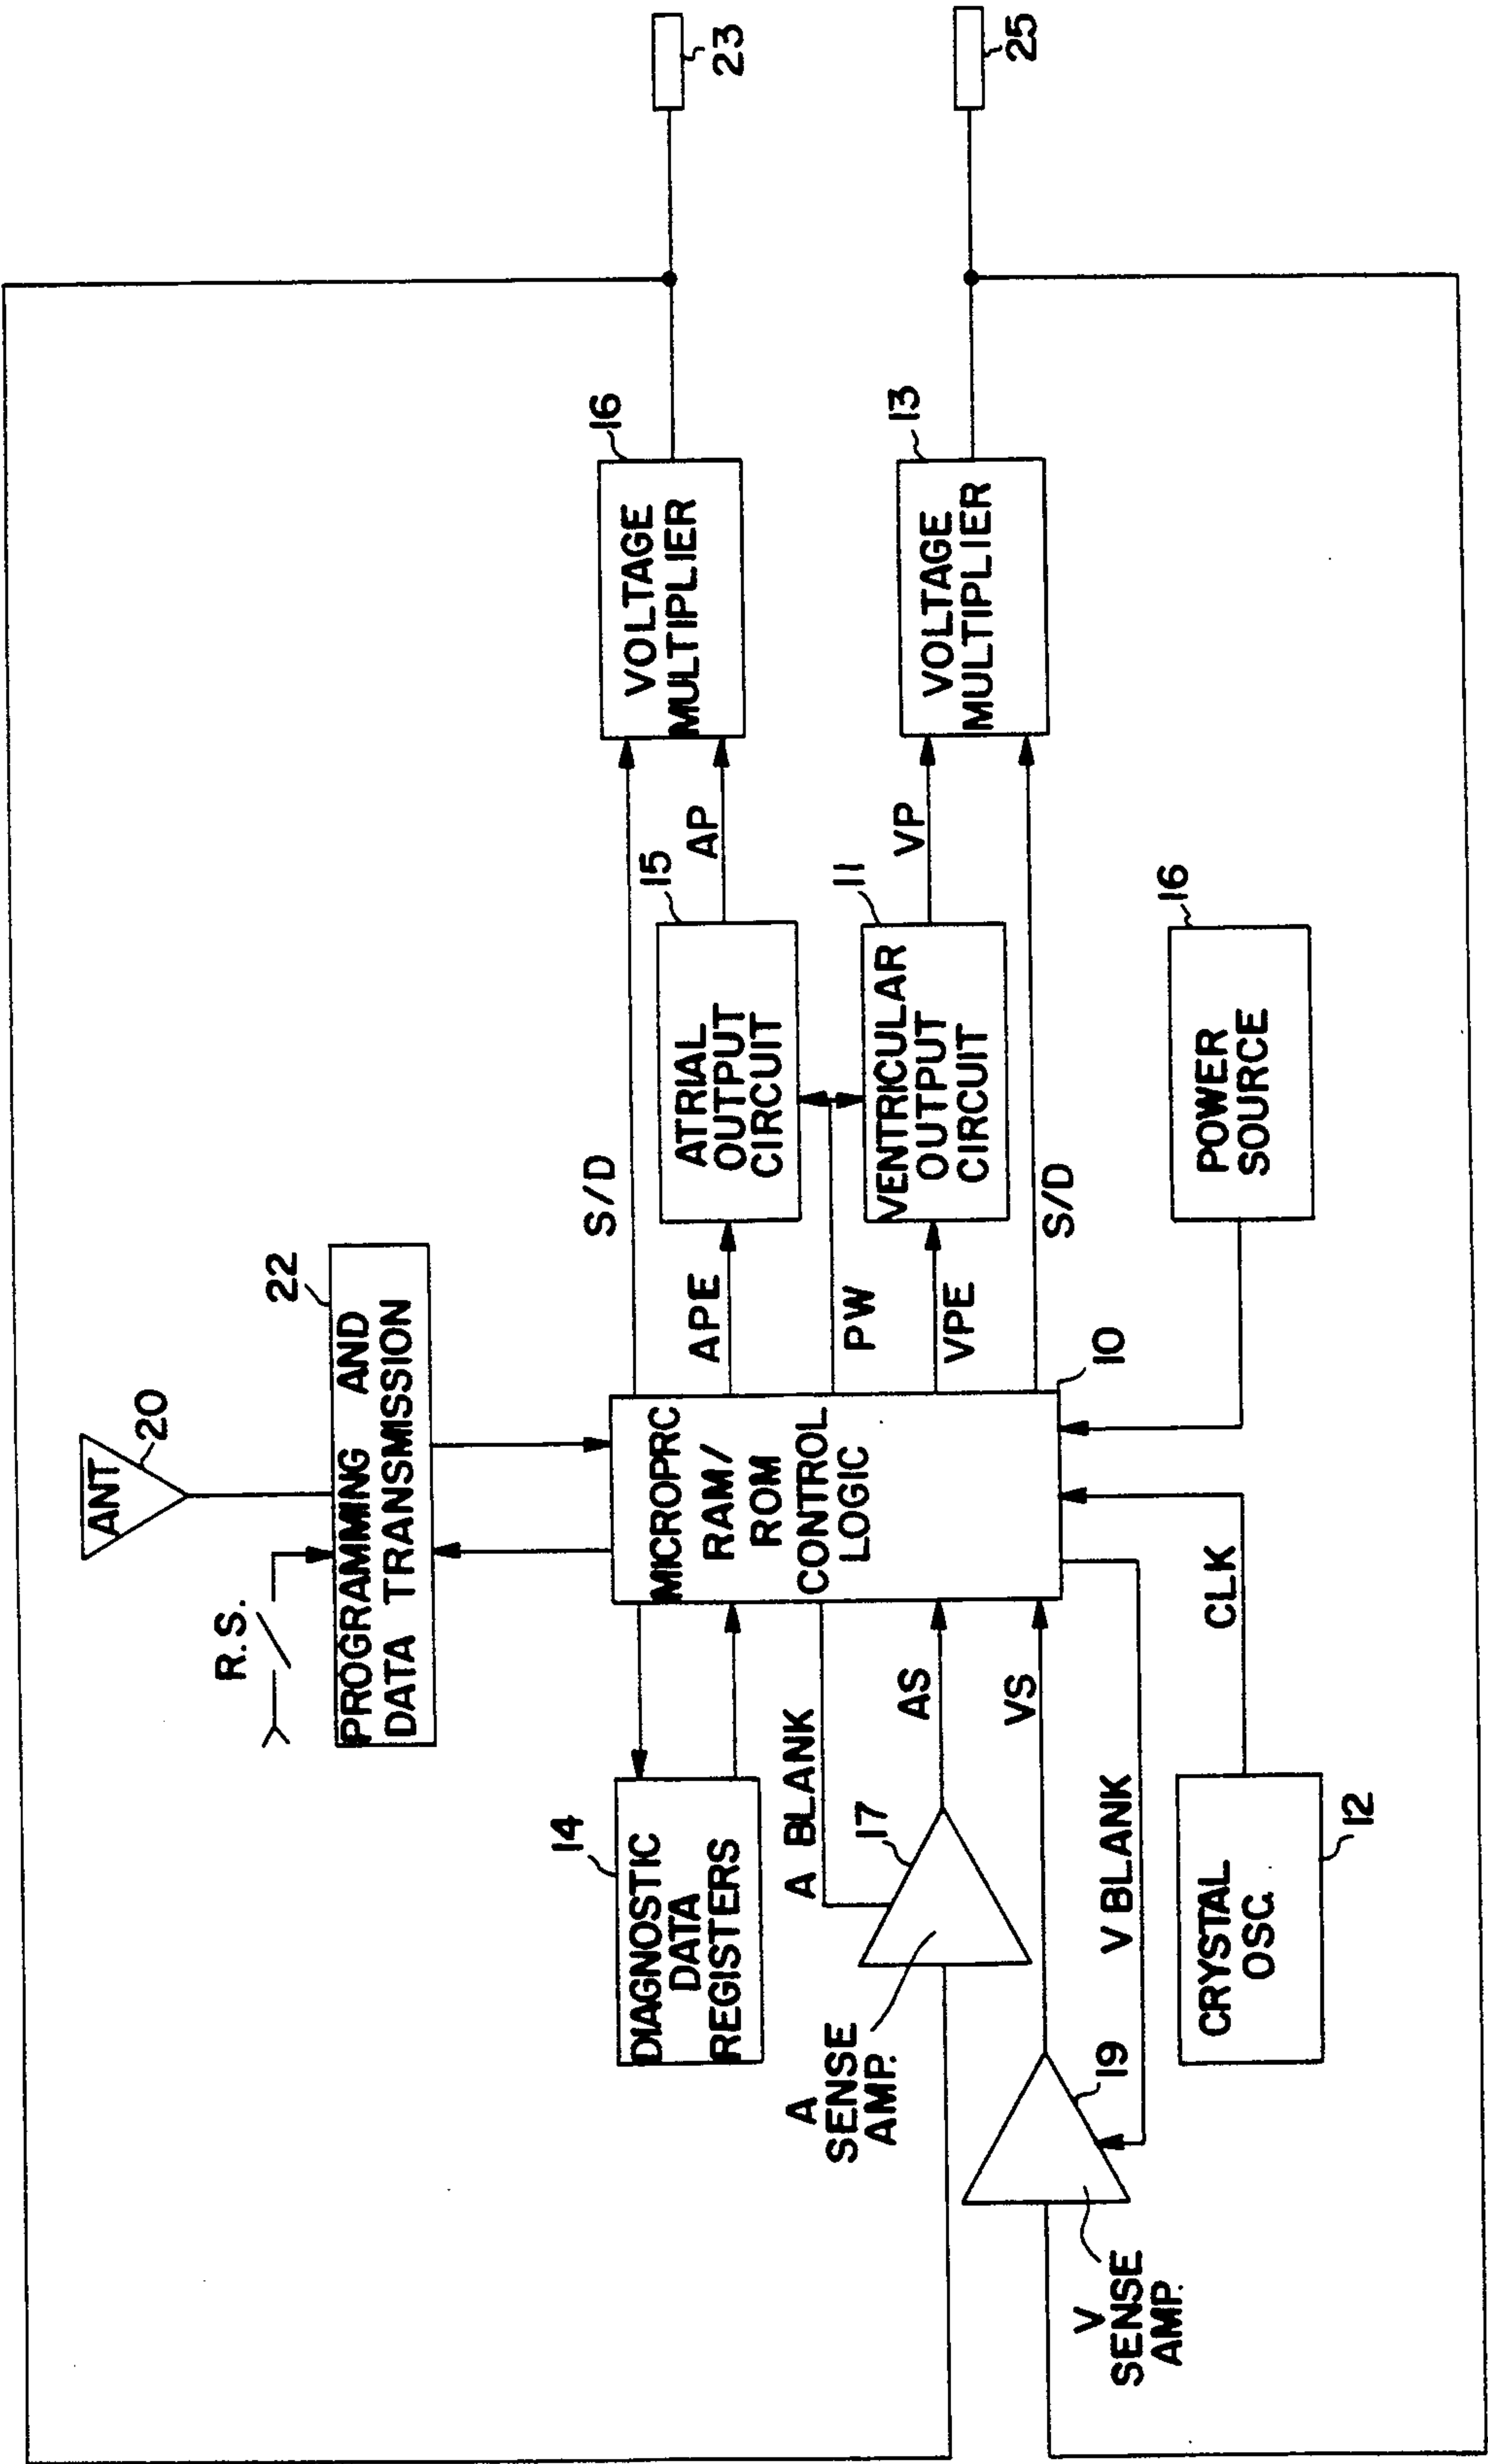 ANT
20
R.S.
22
PROGRAMMING AND
DATA TRANSMISSION
S/D
16
VOLTAGE
MULTIPLIER
23
14
DIAGNOSTIC
DATA
REGISTERS
MICROPRC
RAM/
ROM
CONTROL
LOGIC
10
APE
15
ATRIAL
OUTPUT
CIRCUIT
AP
PW
A BLANK
17
A
SENSE
AMP.
AS
VPE
11
VENTRICULAR
OUTPUT
CIRCUIT
VP
13
VOLTAGE
MULTIPLIER
25
VS
S/D
V
SENSE
AMP.
19
V BLANK
CRYSTAL
OSC.
12
CLK
POWER
SOURCE
16